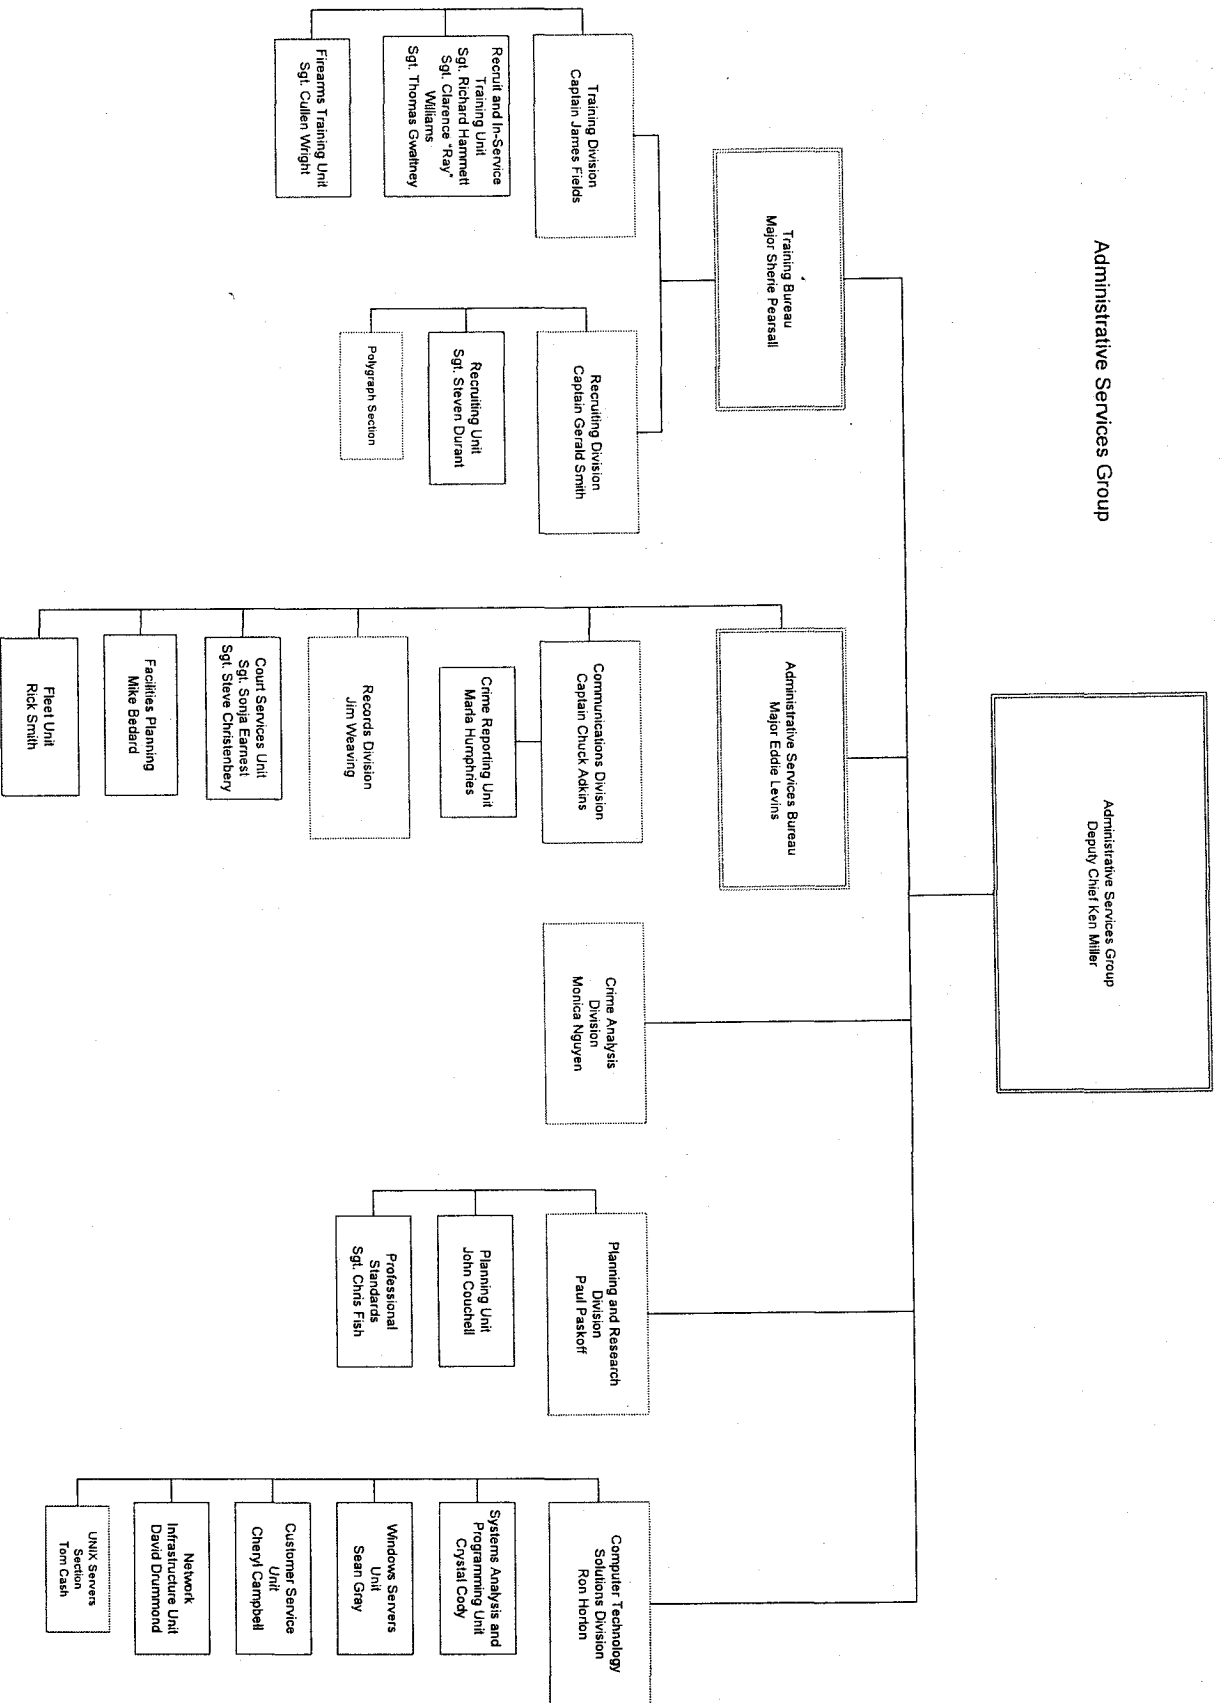 Administrative Services Group
Administrative Services Group
Deputy Chief Ken Miller
Training Bureau
Major Sherie Pearsall
Training Division
Captain James Fields
Recruit and In-Service
Training Unit
Sgt. Richard Hammett
Sgt. Clarence "Ray"
Williams
Sgt. Thomas Gwaltney
Firearms Training Unit
Sgt. Cullen Wright
Recruiting Division
Captain Gerald Smith
Recruiting Unit
Sgt. Steven Durant
Polygraph Section
Administrative Services Bureau
Major Eddie Levins
Communications Division
Captain Chuck Adkins
Crime Reporting Unit
Marla Humphries
Records Division
Jim Weaving
Court Services Unit
Sgt. Sonja Earnest
Sgt. Steve Christenbery
Facilities Planning
Mike Bedard
Fleet Unit
Rick Smith
Crime Analysis
Division
Monica Nguyen
Planning and Research
Division
Paul Paskoff
Planning Unit
John Couchell
Professional
Standards
Sgt. Chris Fish
Computer Technology
Solutions Division
Ron Horton
Systems Analysis and
Programming Unit
Crystal Cody
Windows Servers
Unit
Sean Gray
Customer Service
Unit
Cheryl Campbell
Network
Infrastructure Unit
David Drummond
UNIX Servers
Section
Tom Cash